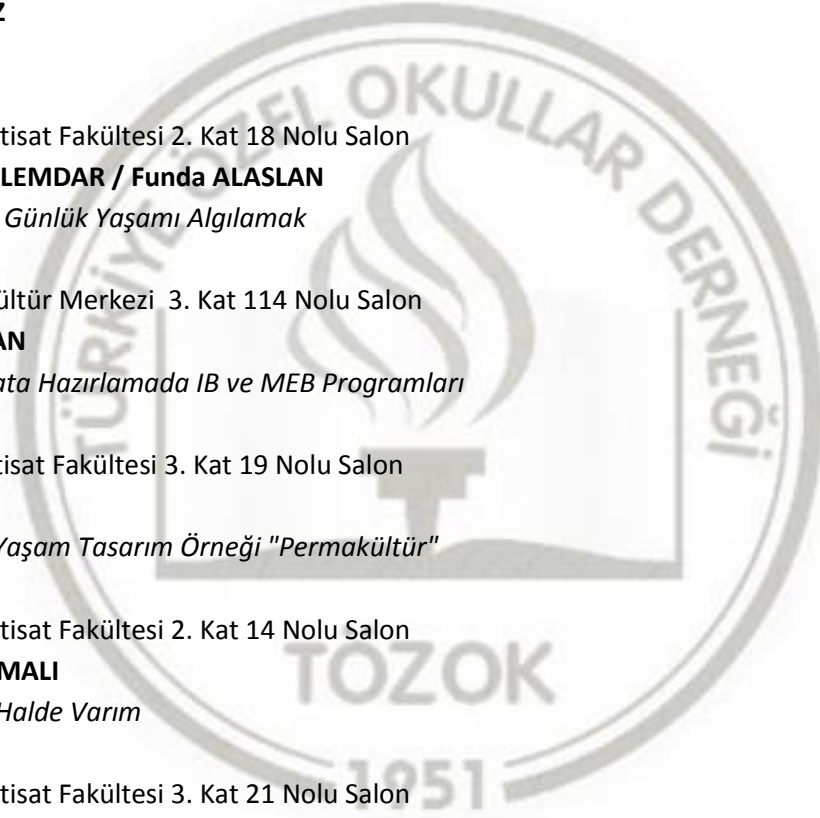 Z
tisat Fakültesi 2. Kat 18 Nolu Salon
LEMDAR / Funda ALASLAN
Günlük Yaşamı Algılamak
ültür Merkezi 3. Kat 114 Nolu Salon
AN
ata Hazırlamada IB ve MEB Programları
tisat Fakültesi 3. Kat 19 Nolu Salon
Yaşam Tasarım Örneği "Permakültür"
tisat Fakültesi 2. Kat 14 Nolu Salon
MALI
Halde Varım
tisat Fakültesi 3. Kat 21 Nolu Salon
TÜRKİYE ÖZEL OKULLAR DERNEĞİ
TOZOK
1951